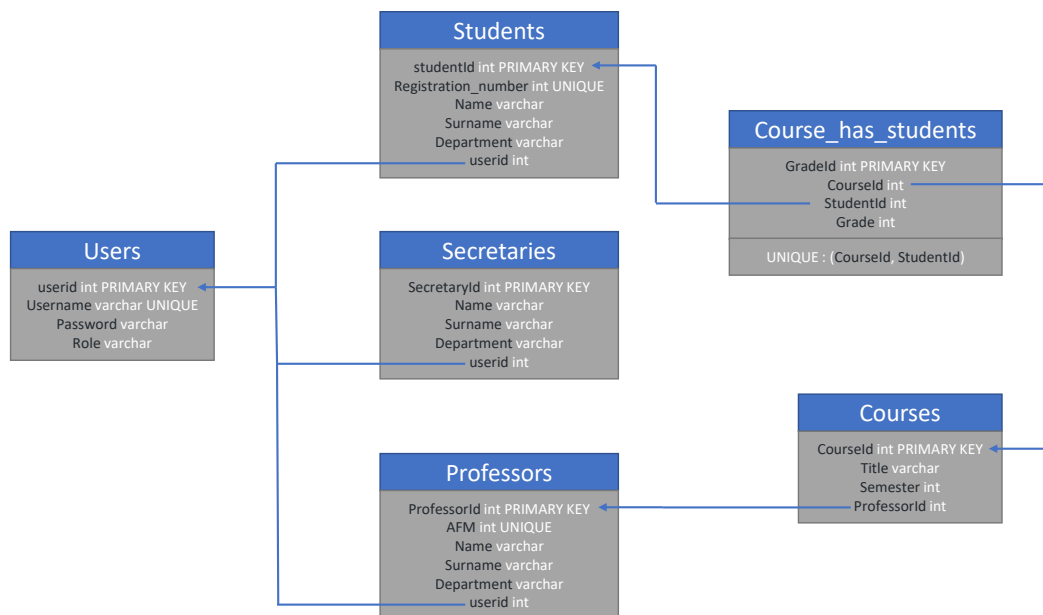 Students
studentId int PRIMARY KEY
Registration_number int UNIQUE
Name varchar
Surname varchar
Department varchar
userid int
Course_has_students
GradeId int PRIMARY KEY
CourseId int
StudentId int
Grade int
UNIQUE : (CourseId, StudentId)
Users
userid int PRIMARY KEY
Username varchar UNIQUE
Password varchar
Role varchar
Secretaries
SecretaryId int PRIMARY KEY
Name varchar
Surname varchar
Department varchar
userid int
Courses
CourseId int PRIMARY KEY
Title varchar
Semester int
ProfessorId int
Professors
ProfessorId int PRIMARY KEY
AFM int UNIQUE
Name varchar
Surname varchar
Department varchar
userid int